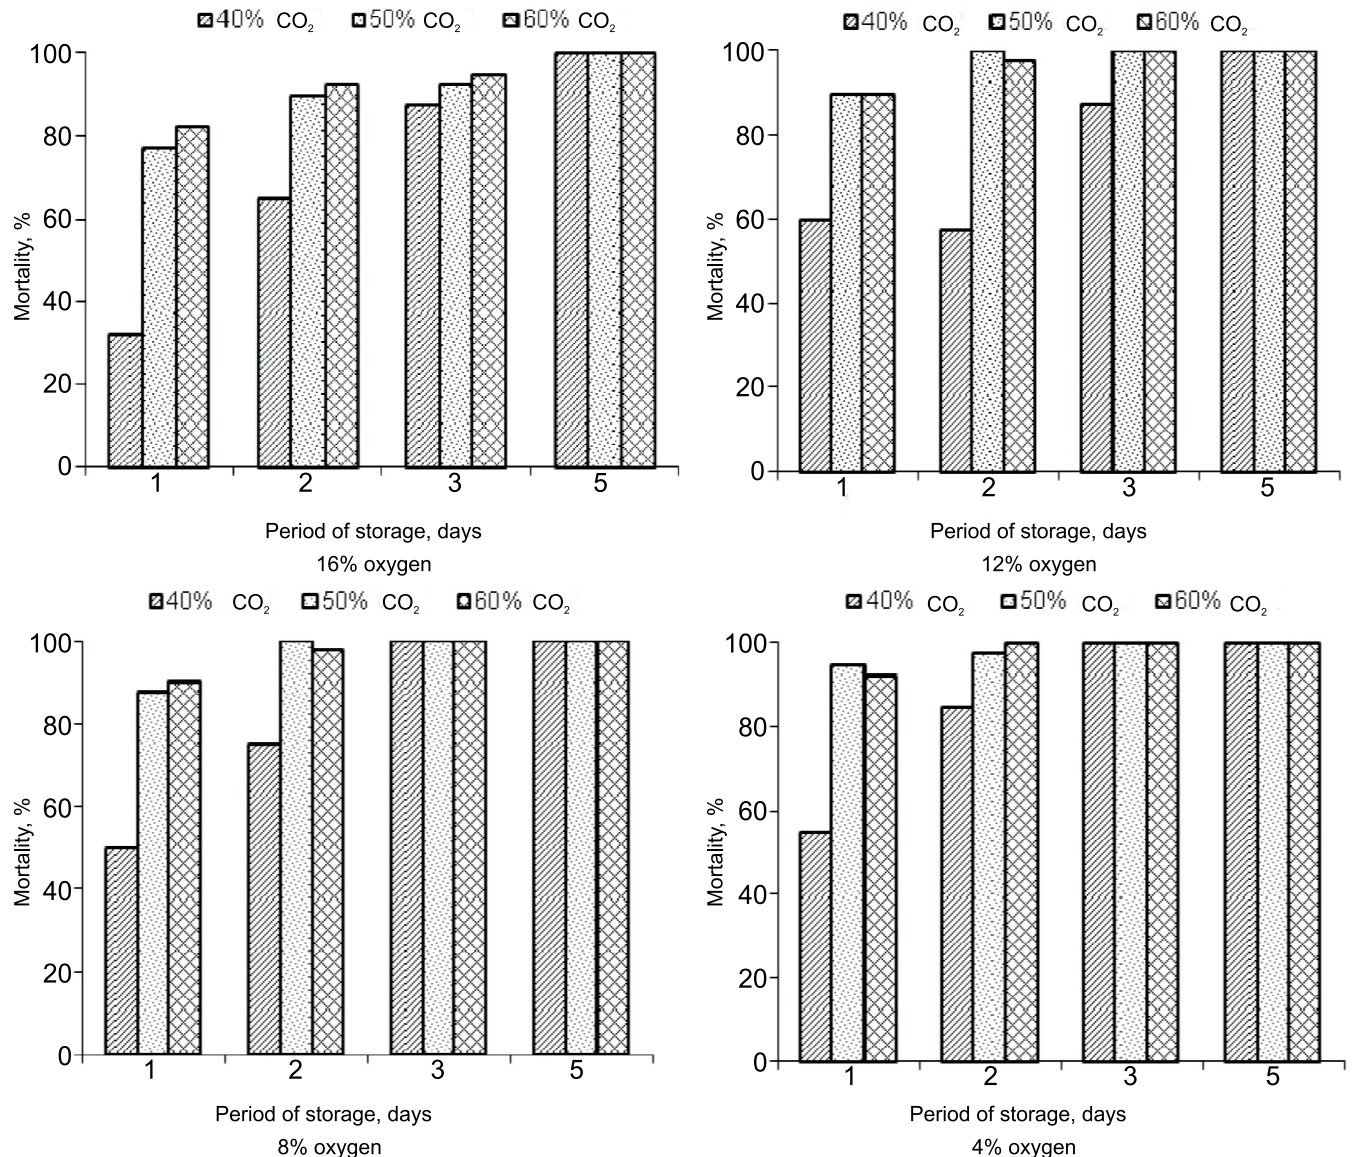 40% CO₂ 50% CO₂ 60% CO₂
100
80
60
40
20
0
Mortality, %
1 2 3 5
Period of storage, days
16% oxygen
40% CO₂ 50% CO₂ 60% CO₂
100
80
60
40
20
0
Mortality, %
1 2 3 5
Period of storage, days
12% oxygen
40% CO₂ 50% CO₂ 60% CO₂
100
80
60
40
20
0
Mortality, %
1 2 3 5
Period of storage, days
8% oxygen
40% CO₂ 50% CO₂ 60% CO₂
100
80
60
40
20
0
Mortality, %
1 2 3 5
Period of storage, days
4% oxygen